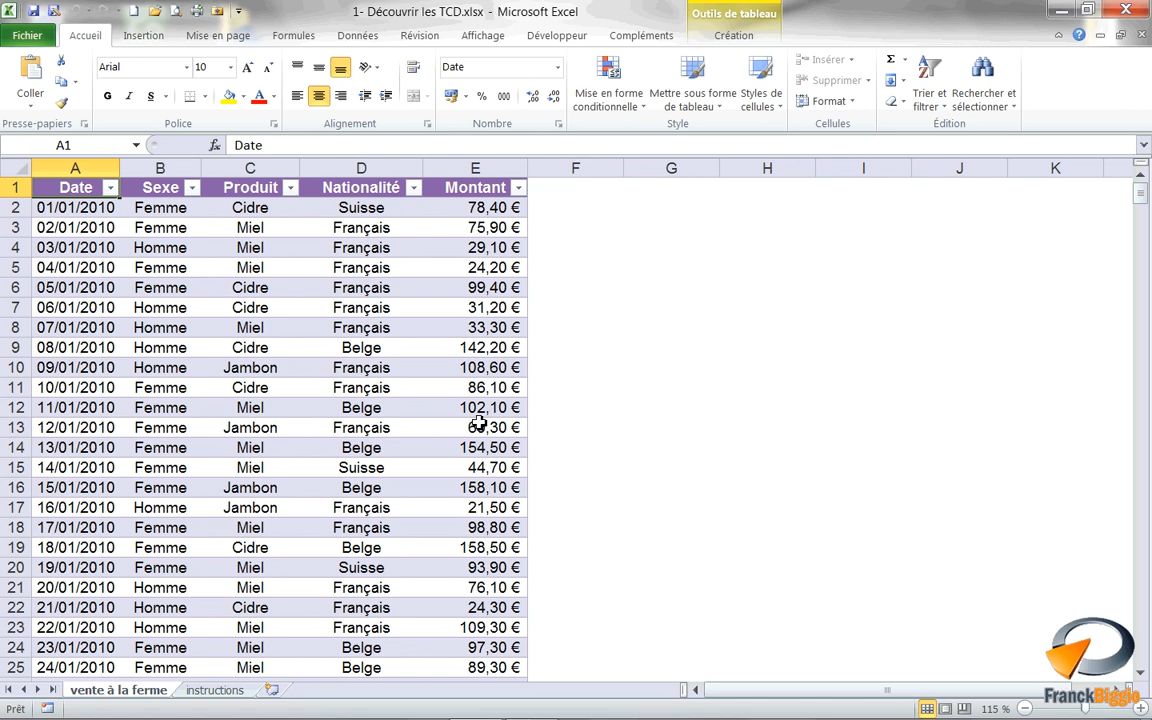 1- Découvrir les TCD.xlsx - Microsoft Excel
Outils de tableau
Fichier Accueil Insertion Mise en page Formules Données Révision Affichage Développeur Compléments Création
Coller
Arial 10
G I S
Date
% 000
Mise en forme conditionnelle
Mettre sous forme de tableau
Styles de cellules
Insérer
Supprimer
Format
Trier et filtrer
Rechercher et sélectionner
Presse-papiers Police Alignement Nombre Style Cellules Édition
A1 fx Date
A B C D E F G H I J K
1 Date Sexe Produit Nationalité Montant
2 01/01/2010 Femme Cidre Suisse 78,40 €
3 02/01/2010 Femme Miel Français 75,90 €
4 03/01/2010 Homme Miel Français 29,10 €
5 04/01/2010 Femme Miel Français 24,20 €
6 05/01/2010 Femme Cidre Français 99,40 €
7 06/01/2010 Homme Cidre Français 31,20 €
8 07/01/2010 Homme Miel Français 33,30 €
9 08/01/2010 Homme Cidre Belge 142,20 €
10 09/01/2010 Homme Jambon Français 108,60 €
11 10/01/2010 Femme Cidre Français 86,10 €
12 11/01/2010 Femme Miel Belge 102,10 €
13 12/01/2010 Femme Jambon Français
14 13/01/2010 Femme Miel Belge 154,50 €
15 14/01/2010 Femme Miel Suisse 44,70 €
16 15/01/2010 Femme Jambon Belge 158,10 €
17 16/01/2010 Homme Jambon Français 21,50 €
18 17/01/2010 Femme Miel Français 98,80 €
19 18/01/2010 Femme Cidre Belge 158,50 €
20 19/01/2010 Femme Miel Suisse 93,90 €
21 20/01/2010 Homme Miel Français 76,10 €
22 21/01/2010 Homme Cidre Français 24,30 €
23 22/01/2010 Homme Miel Français 109,30 €
24 23/01/2010 Femme Miel Belge 97,30 €
25 24/01/2010 Femme Miel Belge 89,30 €
vente à la ferme instructions
FranckBiggio
Prêt 115 %